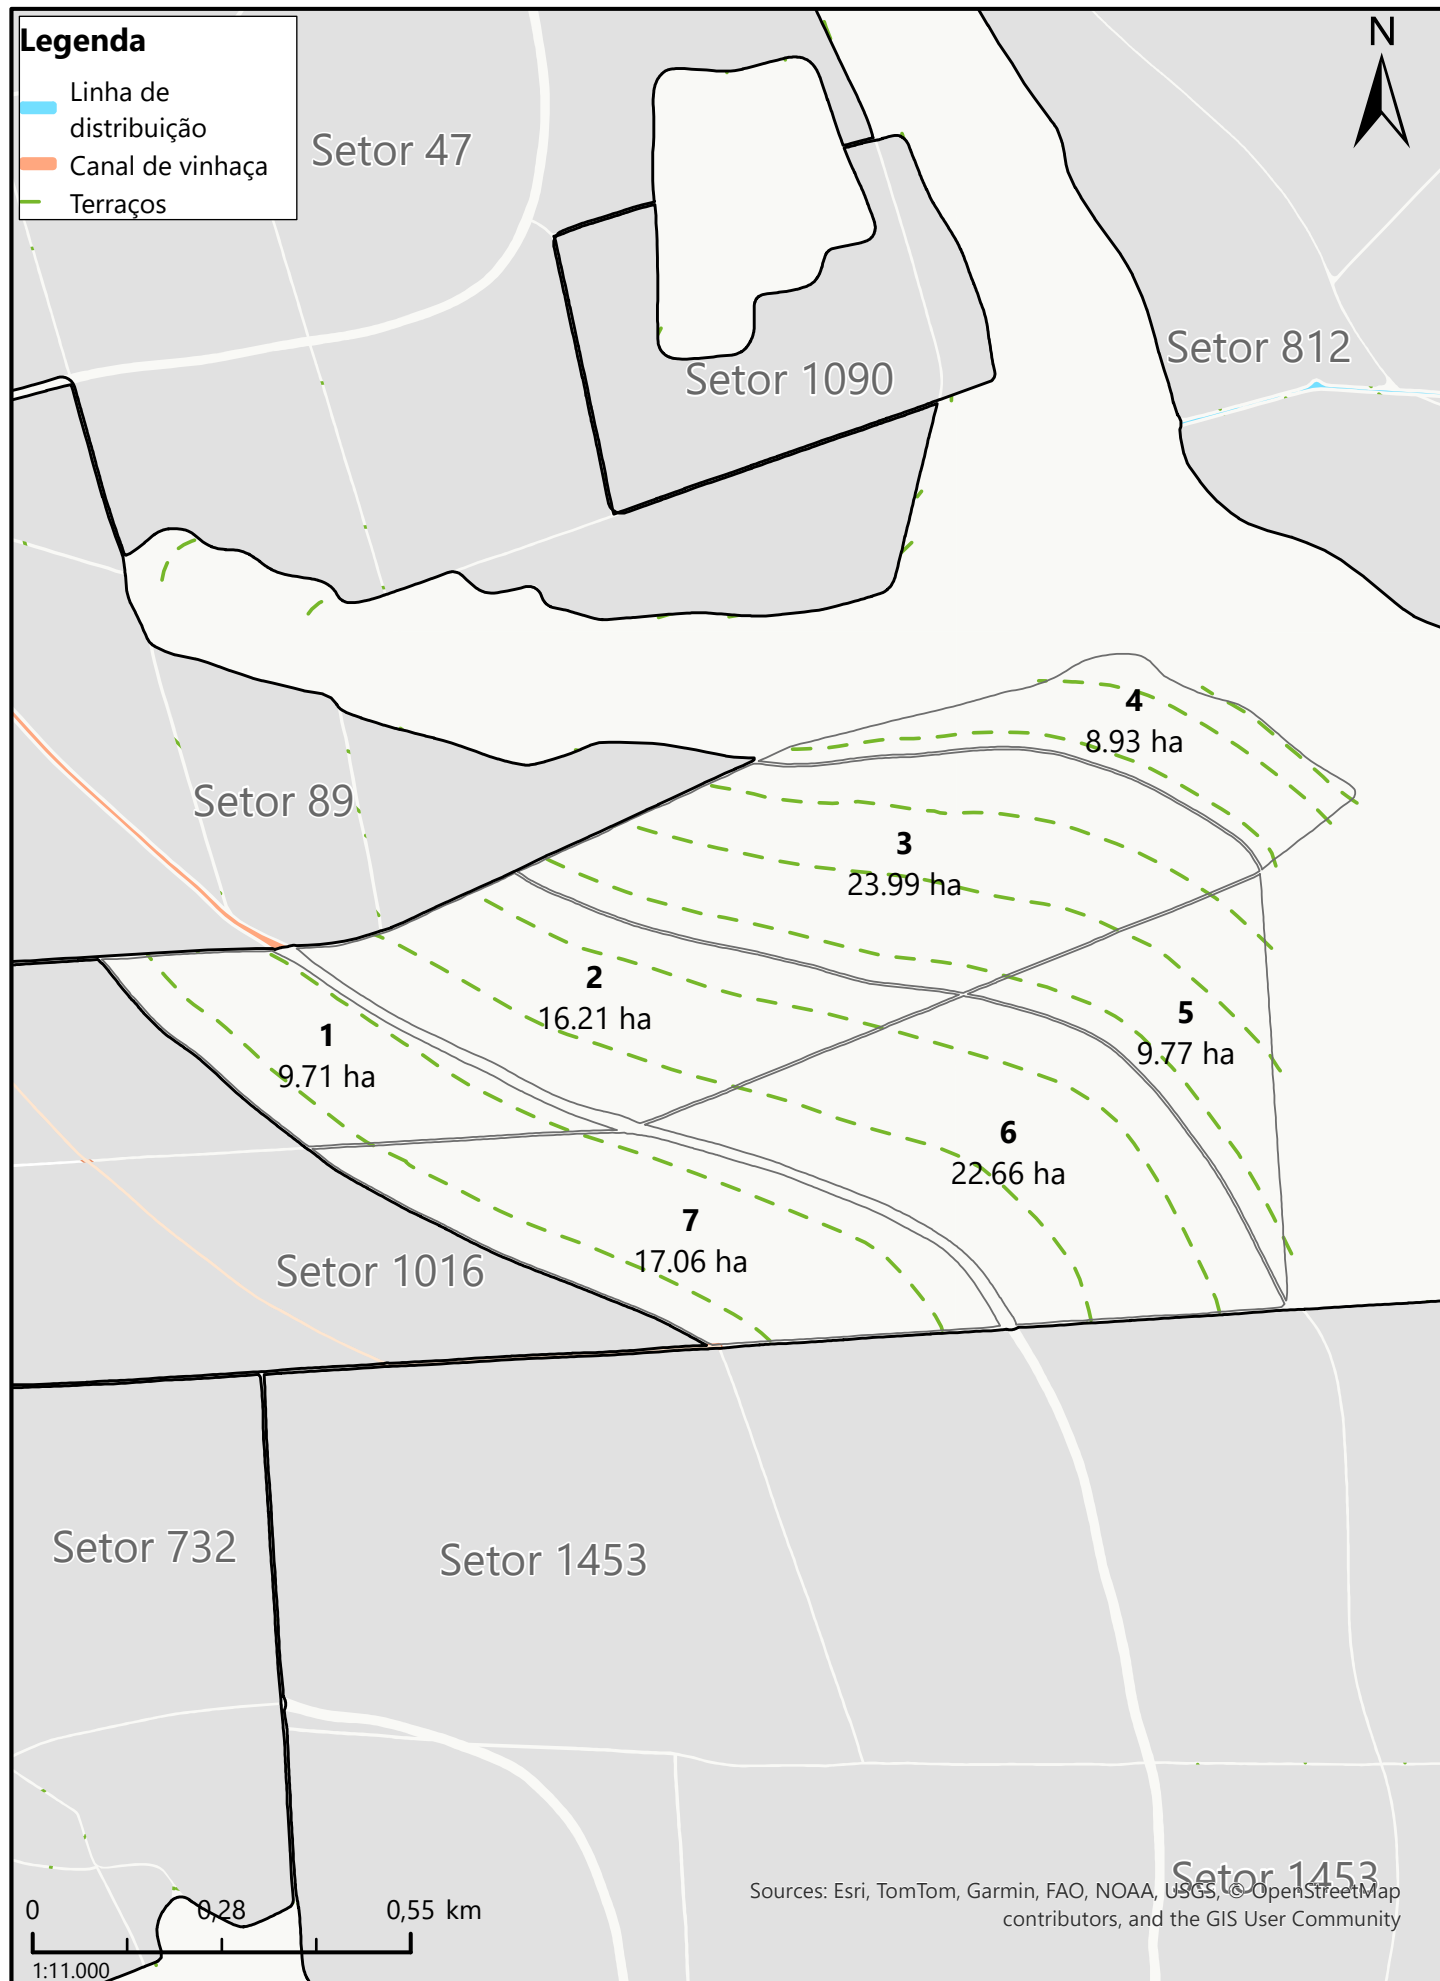 Legenda
Linha de
distribuição
Canal de vinhaça
Terraços
N
Setor 47
Setor 812
Setor 1090
4
8.93 ha
Setor 89
3
23.99 ha
2
16.21 ha
5
9.77 ha
1
9.71 ha
6
22.66 ha
7
17.06 ha
Setor 1016
Setor 732
Setor 1453
Setor 1453
Sources: Esri, TomTom, Garmin, FAO, NOAA, USGS, © OpenStreetMap
contributors, and the GIS User Community
0 0,28 0,55 km
1:11.000